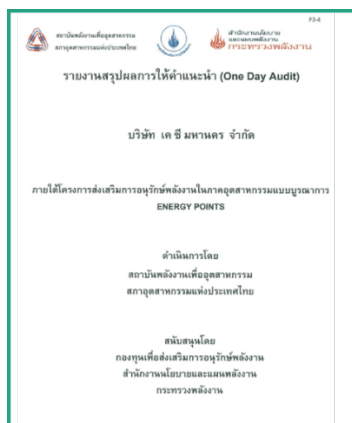 F3-4
สถาบันพลังงานเพื่ออุตสาหกรรม
สภาอุตสาหกรรมแห่งประเทศไทย
สำนักงานนโยบาย
และแผนพลังงาน
กระทรวงพลังงาน
รายงานสรุปผลการให้คำแนะนำ (One Day Audit)
บริษัท เค ซี มหานคร จำกัด
ภายใต้โครงการส่งเสริมการอนุรักษ์พลังงานในภาคอุตสาหกรรมแบบบูรณาการ
ENERGY POINTS
ดำเนินการโดย
สถาบันพลังงานเพื่ออุตสาหกรรม
สภาอุตสาหกรรมแห่งประเทศไทย
สนับสนุนโดย
กองทุนเพื่อส่งเสริมการอนุรักษ์พลังงาน
สำนักงานนโยบายและแผนพลังงาน
กระทรวงพลังงาน